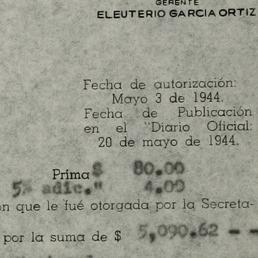 GERENTE
ELEUTERIO GARCIA ORTIZ
Fecha de autorización:
Mayo 3 de 1944.
Fecha de Publicación
en el "Diario Oficial:
20 de mayo de 1944.
Prima $ 80.00
5% adic." 4.00
ón que le fué otorgada por la Secreta-
por la suma de $ 5,090.62 - -